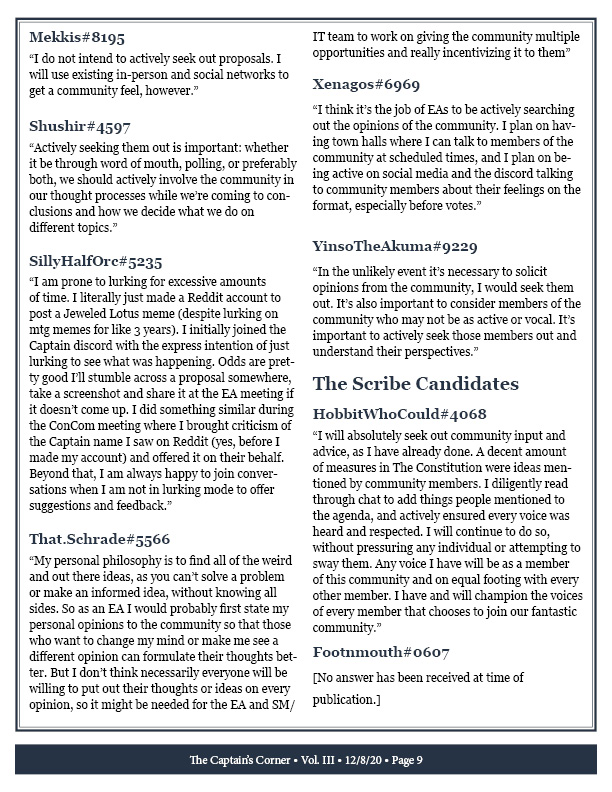 Mekkis#8195
“I do not intend to actively seek out proposals. I
will use existing in-person and social networks to
get a community feel, however.”
Shushir#4597
“Actively seeking them out is important: whether
it be through word of mouth, polling, or preferably
both, we should actively involve the community in
our thought processes while we’re coming to con-
clusions and how we decide what we do on
different topics.”
SillyHalfOrc#5235
“I am prone to lurking for excessive amounts
of time. I literally just made a Reddit account to
post a Jeweled Lotus meme (despite lurking on
mtg memes for like 3 years). I initially joined the
Captain discord with the express intention of just
lurking to see what was happening. Odds are pret-
ty good I’ll stumble across a proposal somewhere,
take a screenshot and share it at the EA meeting if
it doesn’t come up. I did something similar during
the ConCom meeting where I brought criticism of
the Captain name I saw on Reddit (yes, before I
made my account) and offered it on their behalf.
Beyond that, I am always happy to join conver-
sations when I am not in lurking mode to offer
suggestions and feedback.”
That.Schrade#5566
“My personal philosophy is to find all of the weird
and out there ideas, as you can’t solve a problem
or make an informed idea, without knowing all
sides. So as an EA I would probably first state my
personal opinions to the community so that those
who want to change my mind or make me see a
different opinion can formulate their thoughts bet-
ter. But I don’t think necessarily everyone will be
willing to put out their thoughts or ideas on every
opinion, so it might be needed for the EA and SM/
IT team to work on giving the community multiple
opportunities and really incentivizing it to them”
Xenagos#6969
“I think it’s the job of EAs to be actively searching
out the opinions of the community. I plan on hav-
ing town halls where I can talk to members of the
community at scheduled times, and I plan on be-
ing active on social media and the discord talking
to community members about their feelings on the
format, especially before votes.”
YinsoTheAkuma#9229
“In the unlikely event it’s necessary to solicit
opinions from the community, I would seek them
out. It’s also important to consider members of the
community who may not be as active or vocal. It’s
important to actively seek those members out and
understand their perspectives.”
The Scribe Candidates
HobbitWhoCould#4068
“I will absolutely seek out community input and
advice, as I have already done. A decent amount
of measures in The Constitution were ideas men-
tioned by community members. I diligently read
through chat to add things people mentioned to
the agenda, and actively ensured every voice was
heard and respected. I will continue to do so,
without pressuring any individual or attempting to
sway them. Any voice I have will be as a member
of this community and on equal footing with every
other member. I have and will champion the voices
of every member that chooses to join our fantastic
community.”
Footnmouth#0607
[No answer has been received at time of
publication.]
The Captain’s Corner • Vol. III • 12/8/20 • Page 9